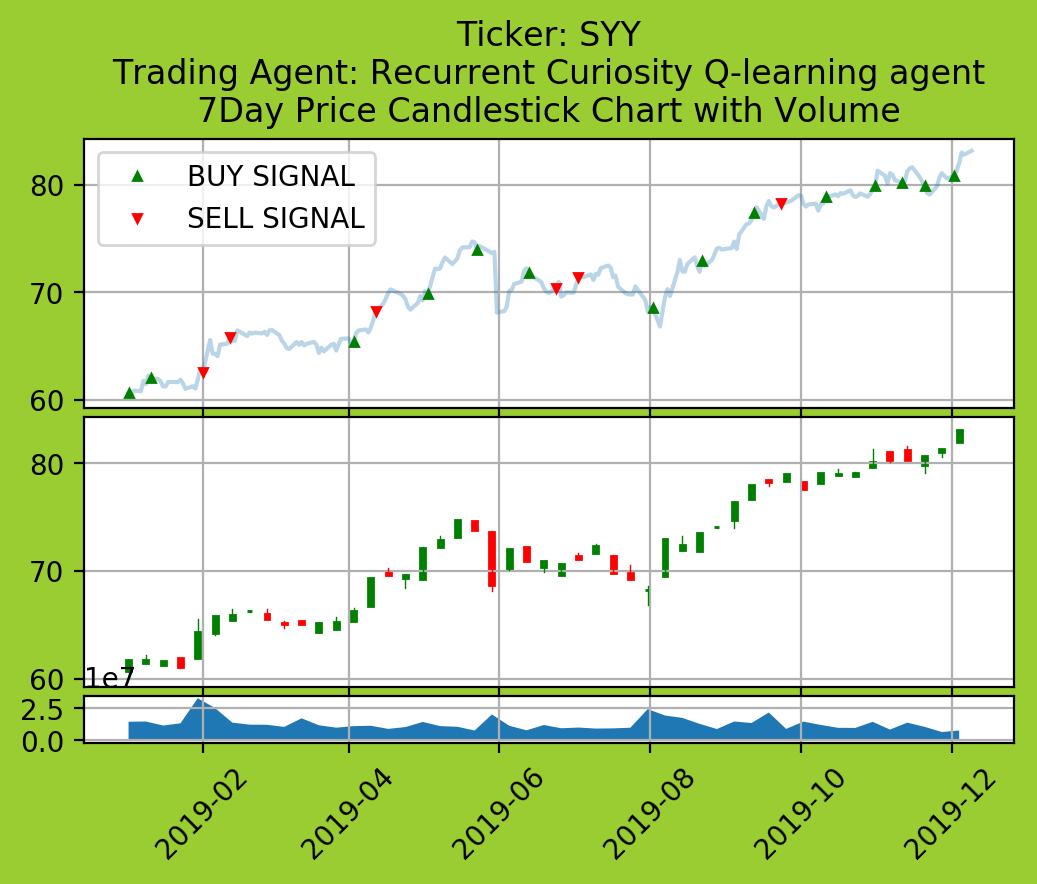 Ticker: SYY
Trading Agent: Recurrent Curiosity Q-learning agent
7Day Price Candlestick Chart with Volume
BUY SIGNAL
SELL SIGNAL
80
70
60
80
70
60
1e7
2.5
0.0
2019-02
2019-04
2019-06
2019-08
2019-10
2019-12